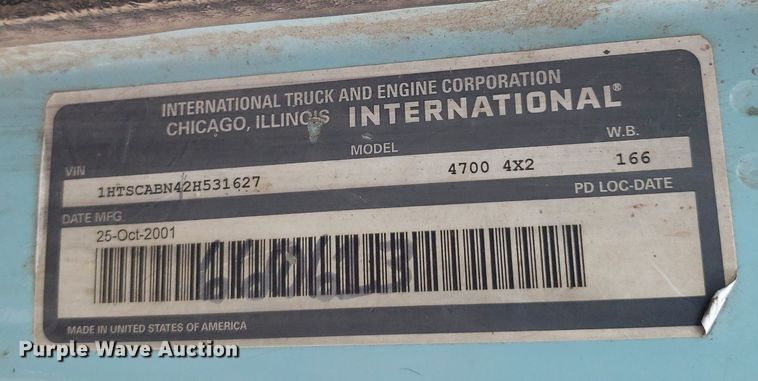 INTERNATIONAL TRUCK AND ENGINE CORPORATION
CHICAGO, ILLINOIS INTERNATIONAL®
VIN MODEL W.B.
1HTSCABN42H531627 4700 4X2 166
DATE MFG PD LOC-DATE
25-Oct-2001
660613
MADE IN UNITED STATES OF AMERICA
Purple Wave Auction